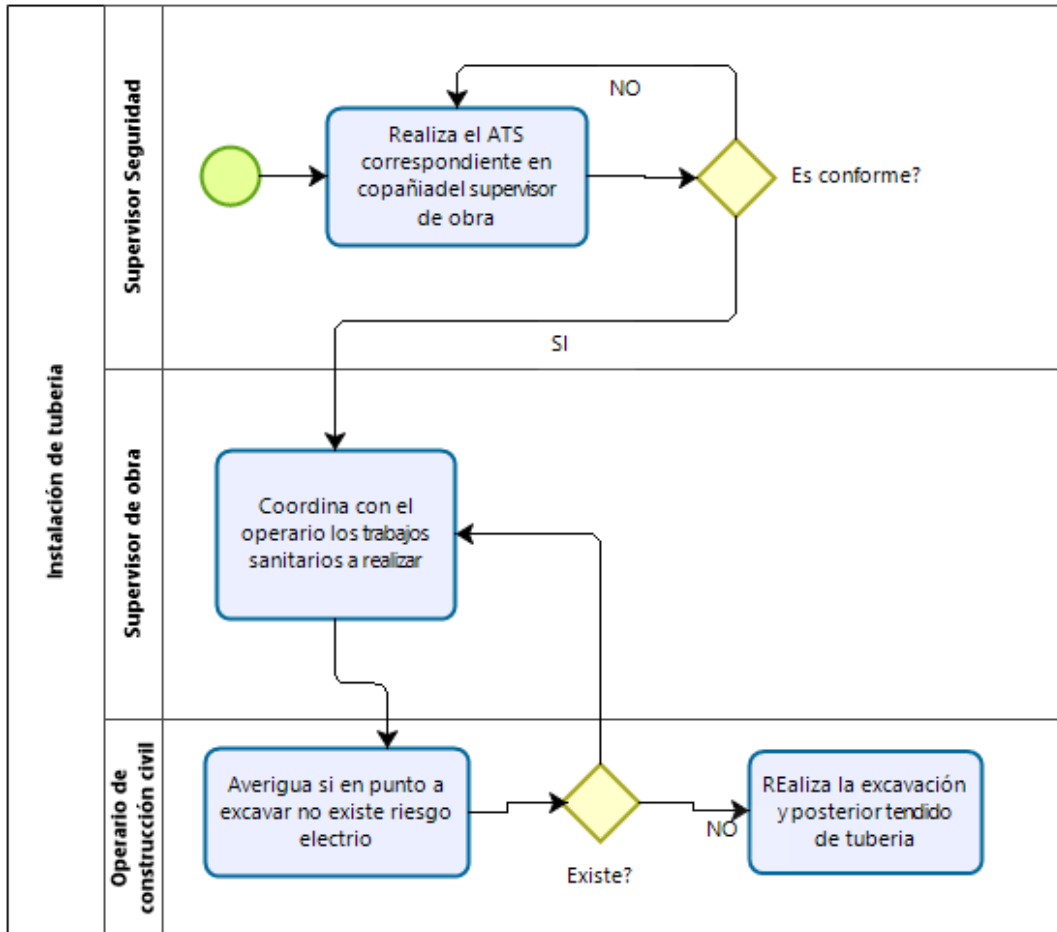 Instalación de tuberia
Supervisor Seguridad
Realiza el ATS
correspondiente en
copañiadel supervisor
de obra
NO
Es conforme?
SI
Supervisor de obra
Coordina con el
operario los trabajos
sanitarios a realizar
Operario de
construcción civil
Averigua si en punto a
excavar no existe riesgo
electrio
Existe?
NO
REaliza la excavación
y posterior tendido
de tuberia